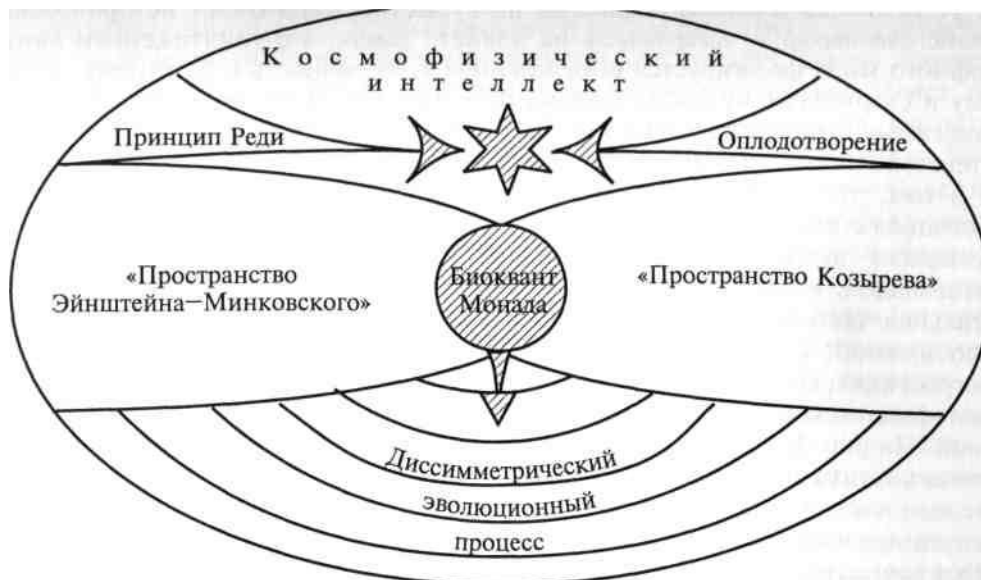 Космофизический
интеллект
Принцип Реди
Оплодотворение
«Пространство
Эйнштейна—Минковского»
Биоквант
Монада
«Пространство Козырева»
Диссимметрический
эволюционный
процесс